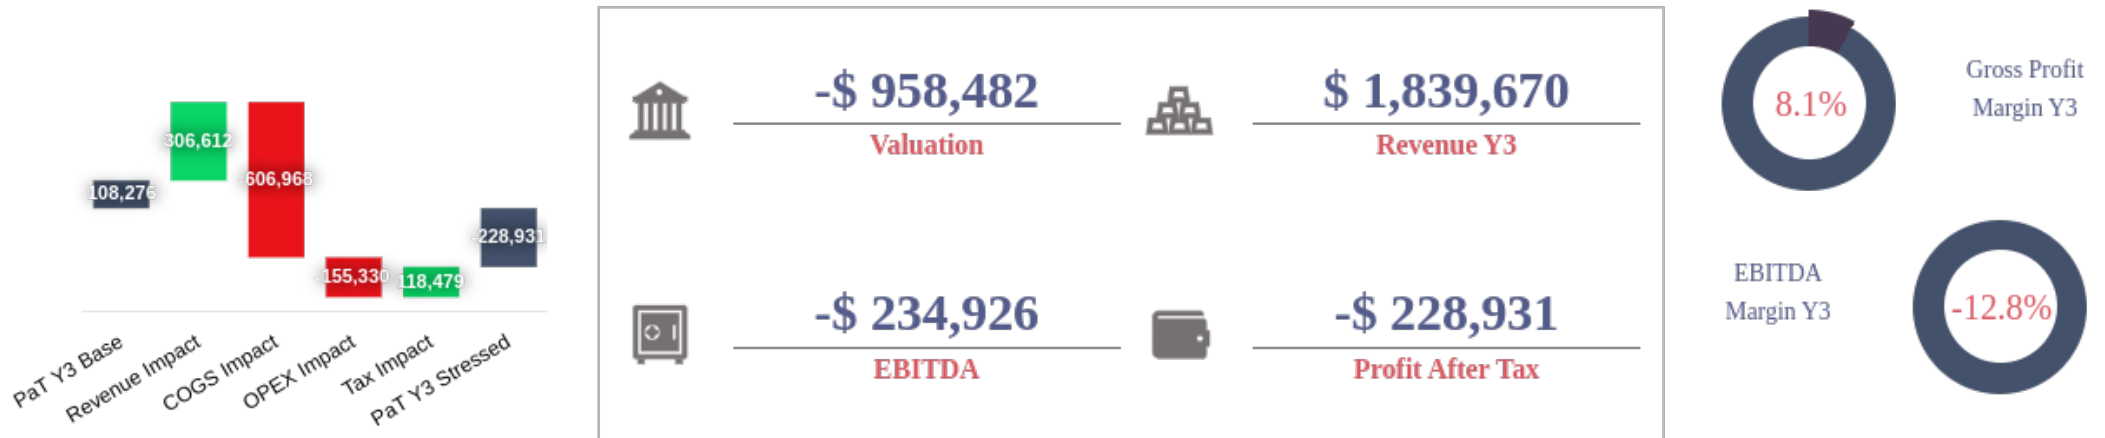 108,276
306,612
-606,968
-155,330
118,479
-228,931
PaT Y3 Base
Revenue Impact
COGS Impact
OPEX Impact
Tax Impact
PaT Y3 Stressed
-$ 958,482
Valuation
$ 1,839,670
Revenue Y3
-$ 234,926
EBITDA
-$ 228,931
Profit After Tax
8.1%
Gross Profit
Margin Y3
EBITDA
Margin Y3
-12.8%